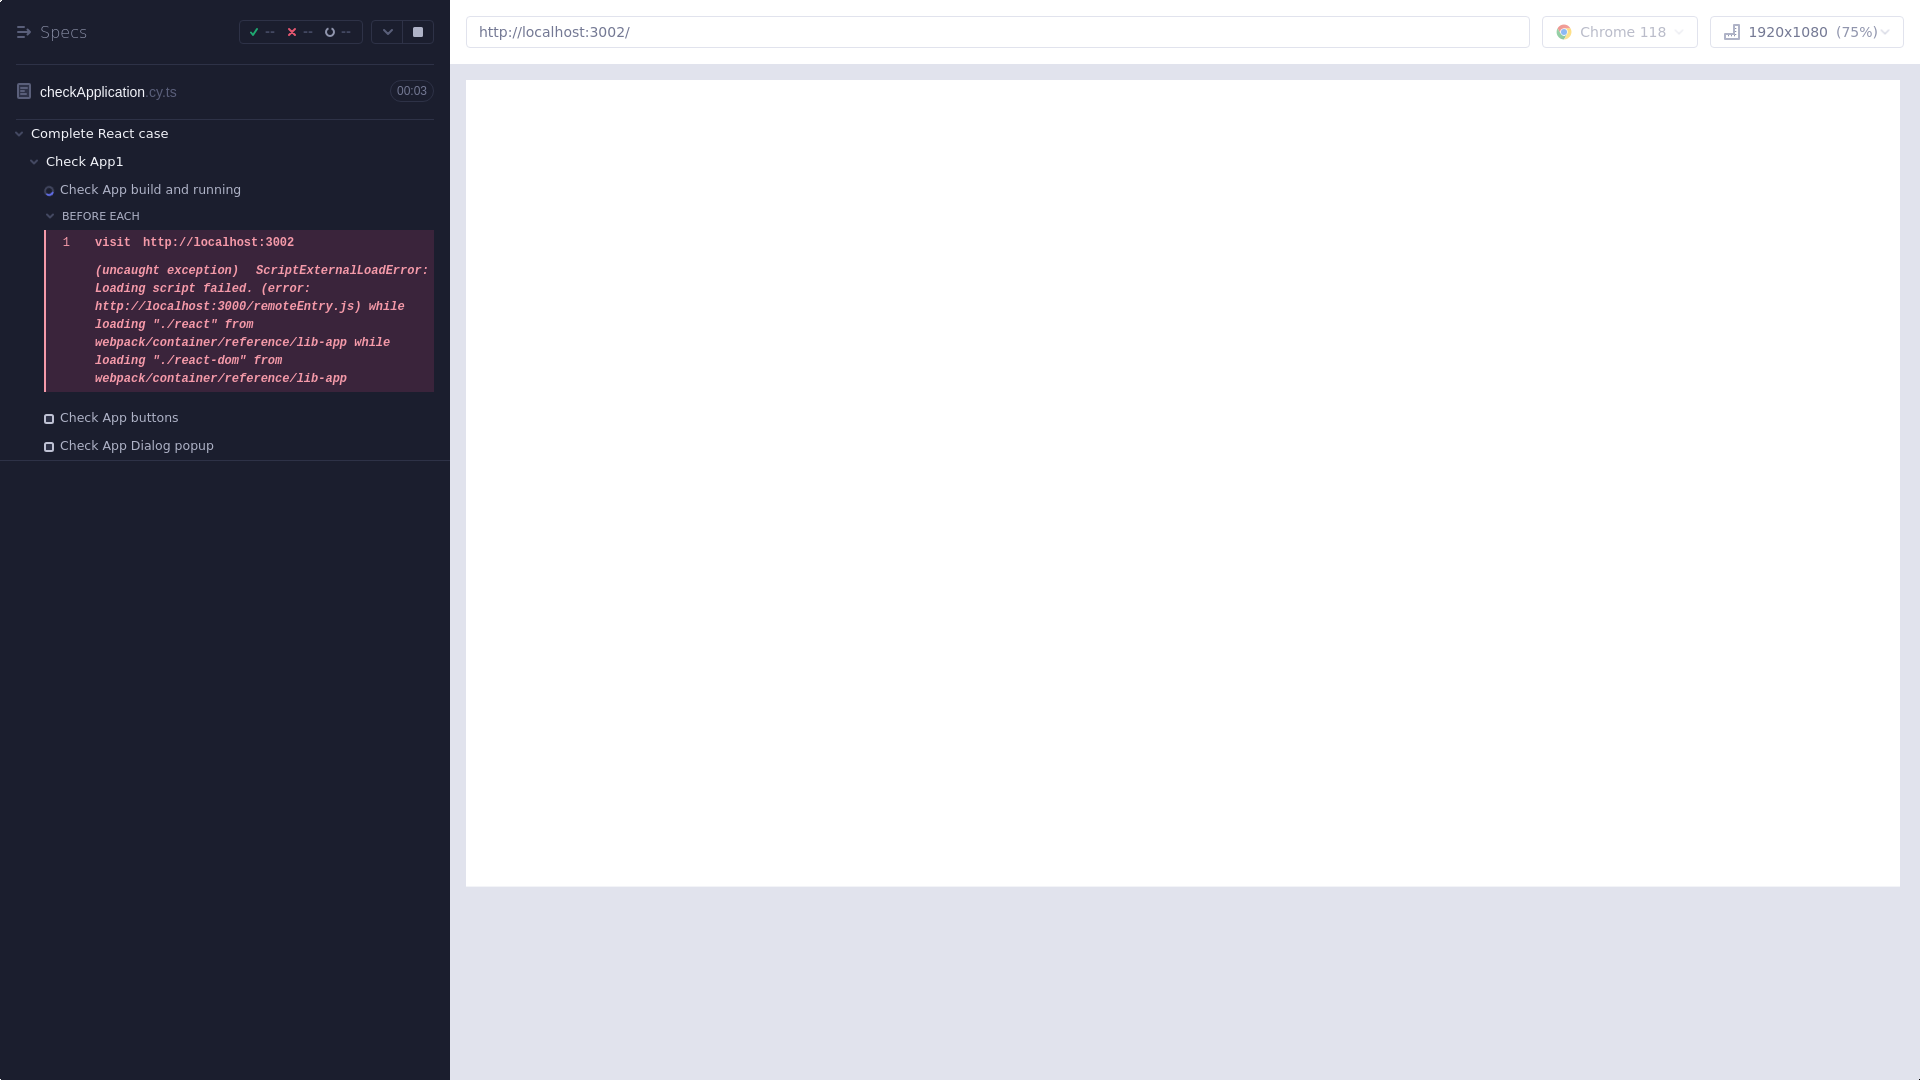 Specs
--
--
--
checkApplication.cy.ts
00:03
Complete React case
Check App1
Check App build and running
BEFORE EACH
1 visit http://localhost:3002
(uncaught exception) ScriptExternalLoadError:
Loading script failed. (error:
http://localhost:3000/remoteEntry.js) while
loading "./react" from
webpack/container/reference/lib-app while
loading "./react-dom" from
webpack/container/reference/lib-app
Check App buttons
Check App Dialog popup
http://localhost:3002/
Chrome 118
1920x1080 (75%)